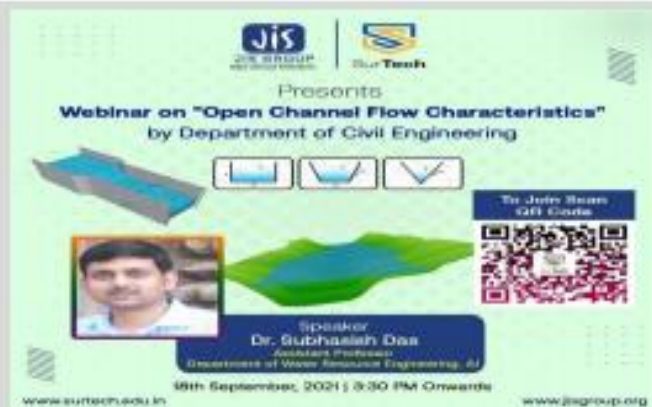 JIS
JIS GROUP
SurTech
Presents
Webinar on "Open Channel Flow Characteristics"
by Department of Civil Engineering
To Join Scan
QR Code
Speaker
Dr. Subhasish Das
Assistant Professor
Department of Water Resource Engineering, JU
18th September, 2021 | 3:30 PM Onwards
www.surtech.edu.in
www.jisgroup.org